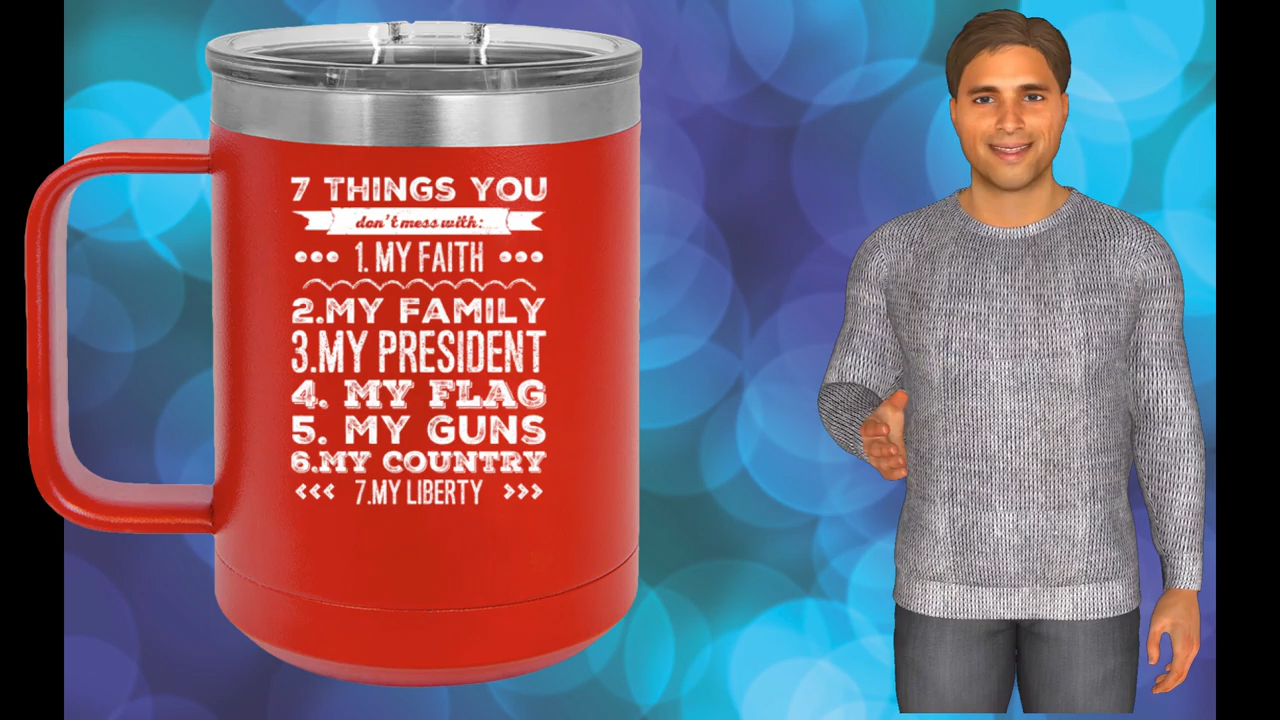 7 THINGS YOU
don't mess with:
1. MY FAITH
2.MY FAMILY
3.MY PRESIDENT
4. MY FLAG
5. MY GUNS
6.MY COUNTRY
<<< 7.MY LIBERTY >>>